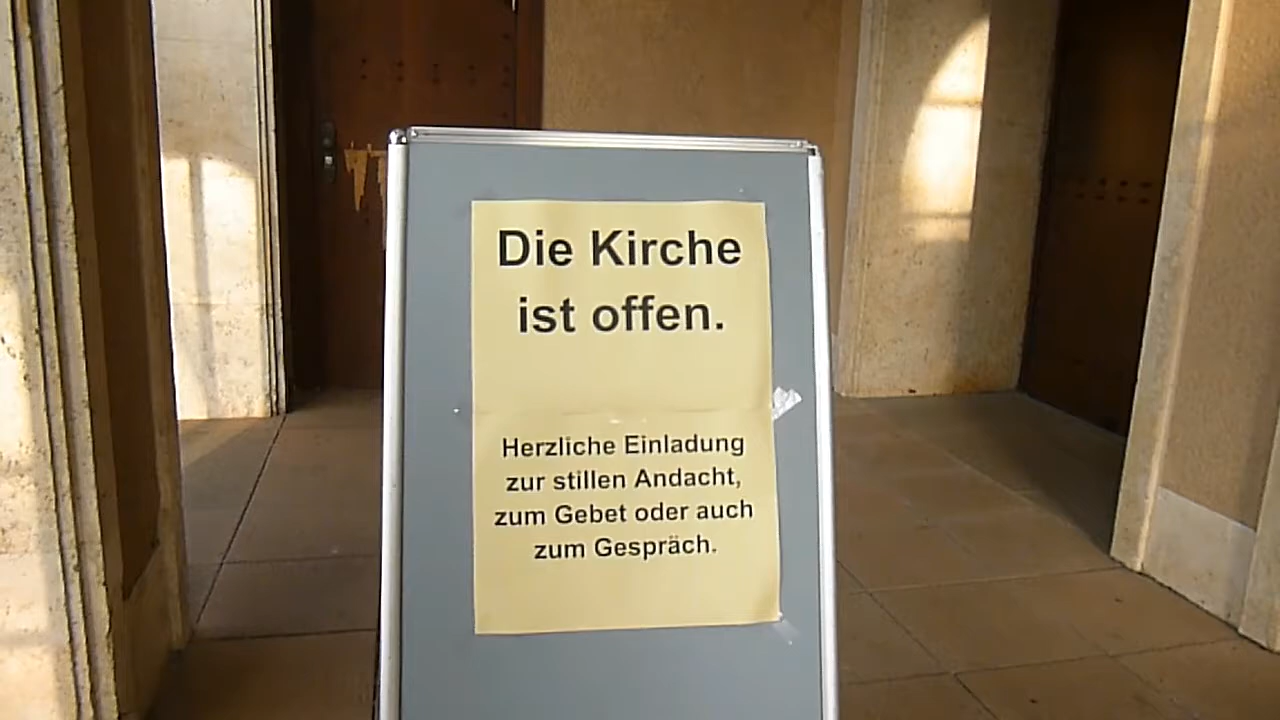 Die Kirche
ist offen.
Herzliche Einladung
zur stillen Andacht,
zum Gebet oder auch
zum Gespräch.